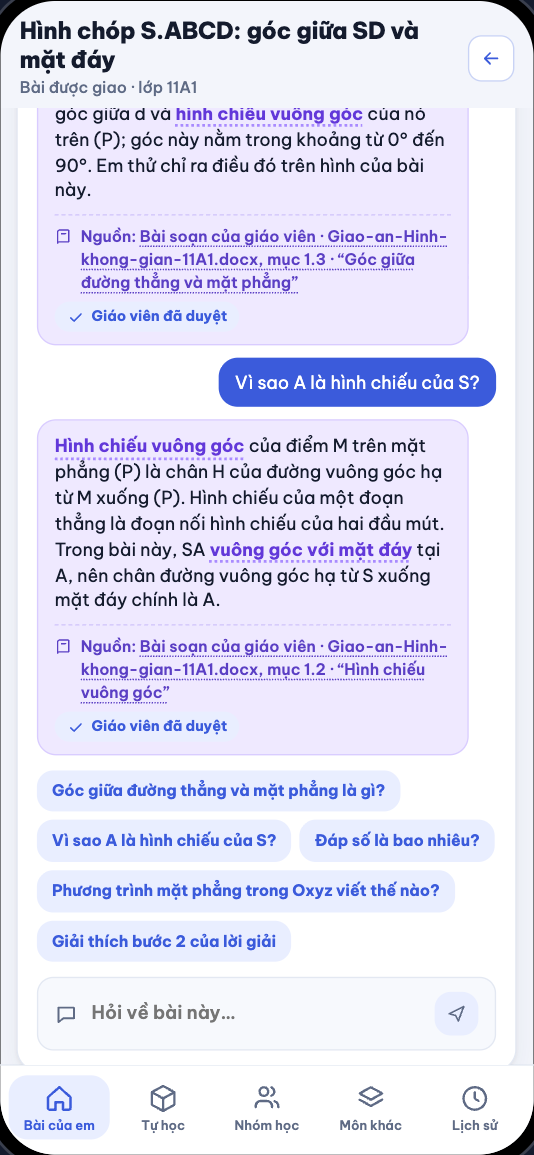 Hình chóp S.ABCD: góc giữa SD và
mặt đáy
Bài được giao · lớp 11A1
góc giữa d và hình chiếu vuông góc của nó
trên (P); góc này nằm trong khoảng từ 0° đến
90°. Em thử chỉ ra điều đó trên hình của bài
này.
Nguồn: Bài soạn của giáo viên · Giao-an-Hinh-
khong-gian-11A1.docx, mục 1.3 · “Góc giữa
đường thẳng và mặt phẳng”
Giáo viên đã duyệt
Vì sao A là hình chiếu của S?
Hình chiếu vuông góc của điểm M trên mặt
phẳng (P) là chân H của đường vuông góc hạ
từ M xuống (P). Hình chiếu của một đoạn
thẳng là đoạn nối hình chiếu của hai đầu mút.
Trong bài này, SA vuông góc với mặt đáy tại
A, nên chân đường vuông góc hạ từ S xuống
mặt đáy chính là A.
Nguồn: Bài soạn của giáo viên · Giao-an-Hinh-
khong-gian-11A1.docx, mục 1.2 · “Hình chiếu
vuông góc”
Giáo viên đã duyệt
Góc giữa đường thẳng và mặt phẳng là gì?
Vì sao A là hình chiếu của S?
Đáp số là bao nhiêu?
Phương trình mặt phẳng trong Oxyz viết thế nào?
Giải thích bước 2 của lời giải
Hỏi về bài này…
Bài của em
Tự học
Nhóm học
Môn khác
Lịch sử